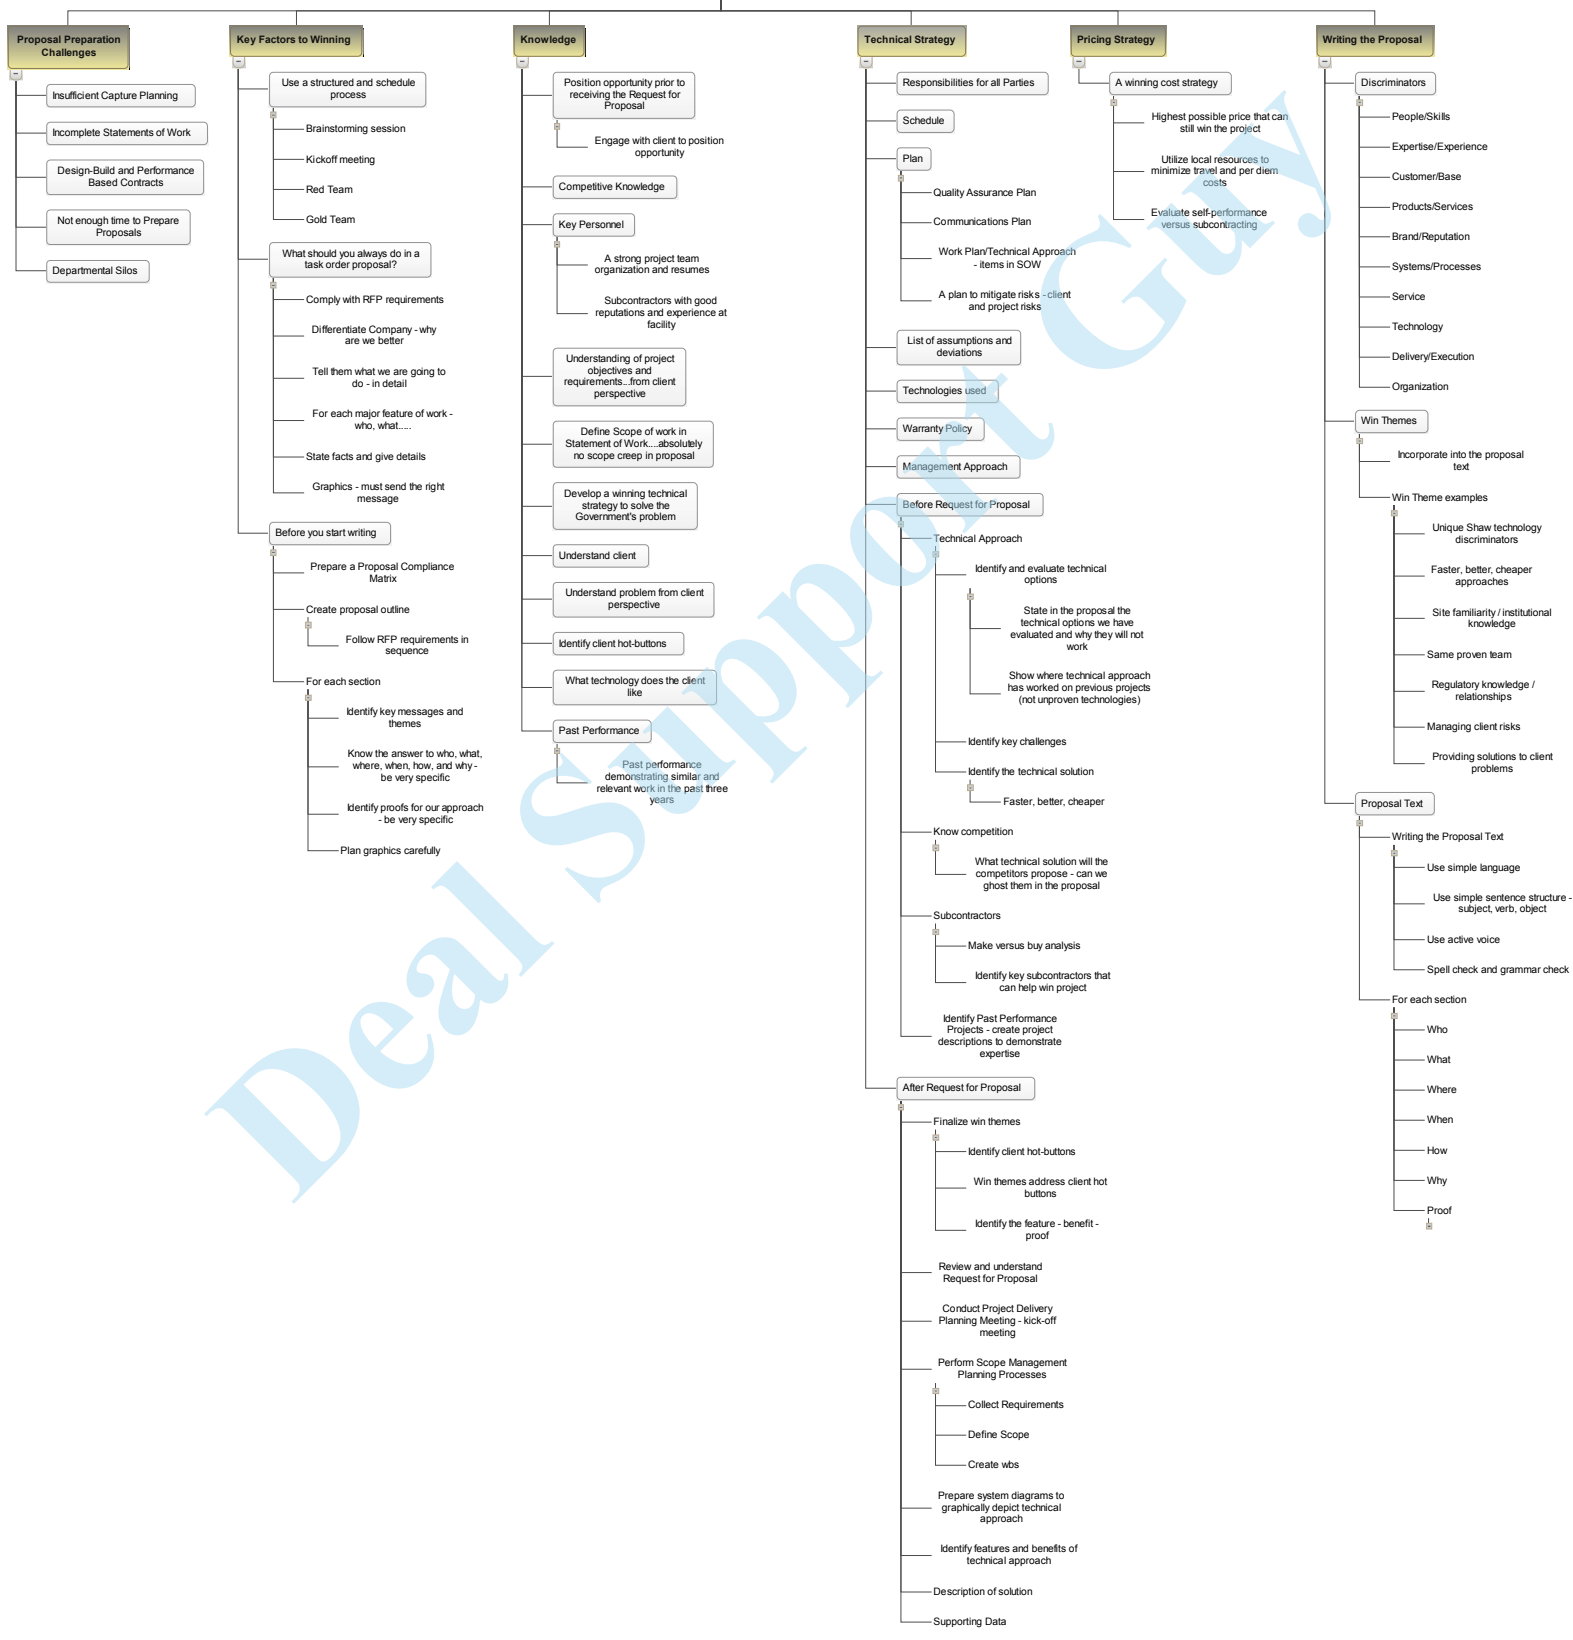 Proposal Preparation
Challenges
Insufficient Capture Planning
Incomplete Statements of Work
Design-Build and Performance
Based Contracts
Not enough time to Prepare
Proposals
Departmental Silos
Key Factors to Winning
Use a structured and schedule
process
Brainstorming session
Kickoff meeting
Red Team
Gold Team
What should you always do in a
task order proposal?
Comply with RFP requirements
Differentiate Company - why
are we better
Tell them what we are going to
do - in detail
For each major feature of work -
who, what.....
State facts and give details
Graphics - must send the right
message
Before you start writing
Prepare a Proposal Compliance
Matrix
Create proposal outline
Follow RFP requirements in
sequence
For each section
Identify key messages and
themes
Know the answer to who, what,
where, when, how, and why -
be very specific
Identify proofs for our approach
- be very specific
Plan graphics carefully
Knowledge
Position opportunity prior to
receiving the Request for
Proposal
Engage with client to position
opportunity
Competitive Knowledge
Key Personnel
A strong project team
organization and resumes
Subcontractors with good
reputations and experience at
facility
Understanding of project
objectives and
requirements...from client
perspective
Define Scope of work in
Statement of Work....absolutely
no scope creep in proposal
Develop a winning technical
strategy to solve the
Government's problem
Understand client
Understand problem from client
perspective
Identify client hot-buttons
What technology does the client
like
Past Performance
Past performance
demonstrating similar and
relevant work in the past three
years
Technical Strategy
Responsibilities for all Parties
Schedule
Plan
Quality Assurance Plan
Communications Plan
Work Plan/Technical Approach
- items in SOW
A plan to mitigate risks - client
and project risks
List of assumptions and
deviations
Technologies used
Warranty Policy
Management Approach
Before Request for Proposal
Technical Approach
Identify and evaluate technical
options
State in the proposal the
technical options we have
evaluated and why they will not
work
Show where technical approach
has worked on previous projects
(not unproven technologies)
Identify key challenges
Identify the technical solution
Faster, better, cheaper
Know competition
What technical solution will the
competitors propose - can we
ghost them in the proposal
Subcontractors
Make versus buy analysis
Identify key subcontractors that
can help win project
Identify Past Performance
Projects - create project
descriptions to demonstrate
expertise
After Request for Proposal
Finalize win themes
Identify client hot-buttons
Win themes address client hot
buttons
Identify the feature - benefit -
proof
Review and understand
Request for Proposal
Conduct Project Delivery
Planning Meeting - kick-off
meeting
Perform Scope Management
Planning Processes
Collect Requirements
Define Scope
Create wbs
Prepare system diagrams to
graphically depict technical
approach
Identify features and benefits of
technical approach
Description of solution
Supporting Data
Pricing Strategy
A winning cost strategy
Highest possible price that can
still win the project
Utilize local resources to
minimize travel and per diem
costs
Evaluate self-performance
versus subcontracting
Writing the Proposal
Discriminators
People/Skills
Expertise/Experience
Customer/Base
Products/Services
Brand/Reputation
Systems/Processes
Service
Technology
Delivery/Execution
Organization
Win Themes
Incorporate into the proposal
text
Win Theme examples
Unique Shaw technology
discriminators
Faster, better, cheaper
approaches
Site familiarity / institutional
knowledge
Same proven team
Regulatory knowledge /
relationships
Managing client risks
Providing solutions to client
problems
Proposal Text
Writing the Proposal Text
Use simple language
Use simple sentence structure -
subject, verb, object
Use active voice
Spell check and grammar check
For each section
Who
What
Where
When
How
Why
Proof
Deal Support Guy